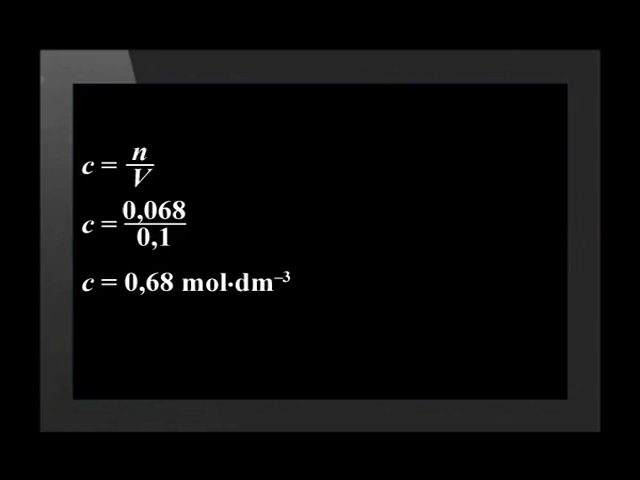 c = n/V
c = 0,068/0,1
c = 0,68 mol·dm⁻³